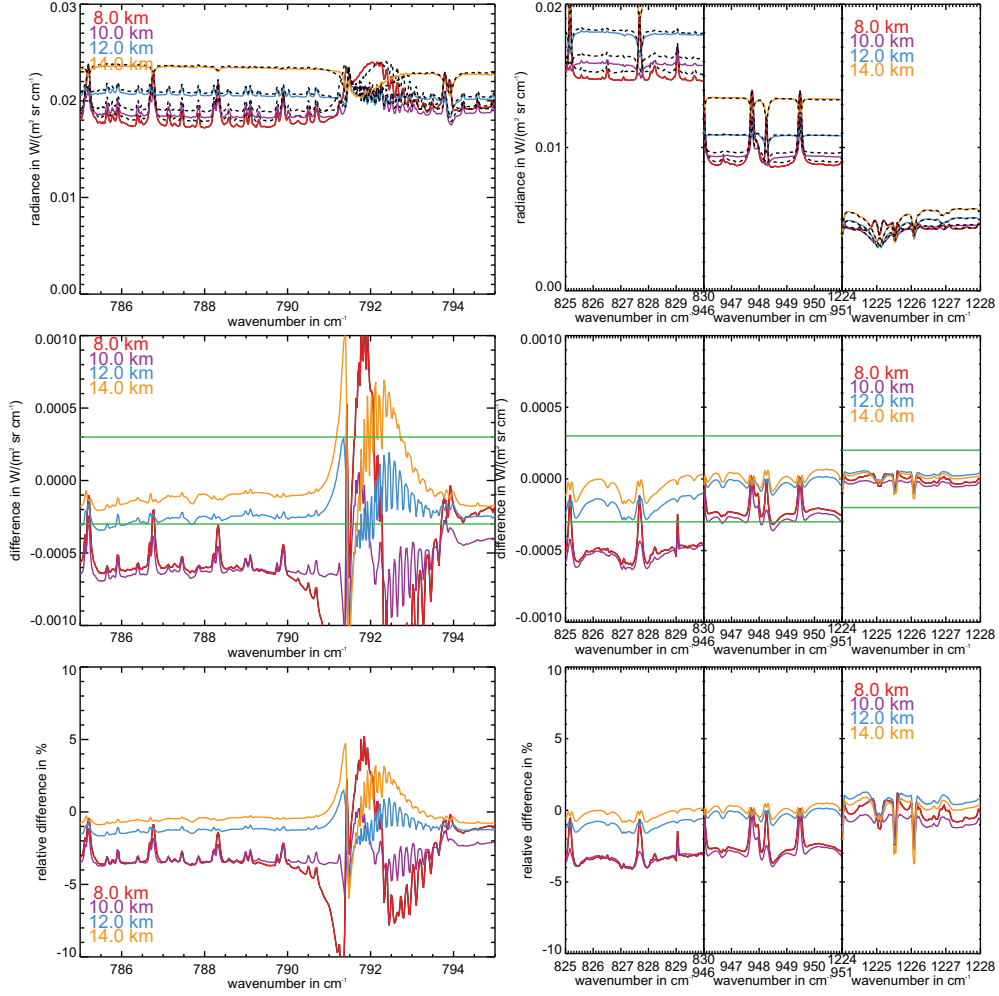 0.03
0.02
0.01
0.00
radiance in W/(m² sr cm⁻¹)
8.0 km
10.0 km
12.0 km
14.0 km
786 788 790 792 794
wavenumber in cm⁻¹
0.02
0.01
0.00
radiance in W/(m² sr cm⁻¹)
8.0 km
10.0 km
12.0 km
14.0 km
825 826 827 828 829 830
946 947 948 949 950 951
1224 1225 1226 1227 1228
wavenumber in cm⁻¹ wavenumber in cm⁻¹ wavenumber in cm⁻¹
0.0010
0.0005
0.0000
-0.0005
-0.0010
difference in W/(m² sr cm⁻¹)
8.0 km
10.0 km
12.0 km
14.0 km
786 788 790 792 794
wavenumber in cm⁻¹
0.0010
0.0005
0.0000
-0.0005
-0.0010
difference in W/(m² sr cm⁻¹)
8.0 km
10.0 km
12.0 km
14.0 km
825 826 827 828 829 830
946 947 948 949 950 951
1224 1225 1226 1227 1228
wavenumber in cm⁻¹ wavenumber in cm⁻¹ wavenumber in cm⁻¹
10
5
0
-5
-10
relative difference in %
8.0 km
10.0 km
12.0 km
14.0 km
786 788 790 792 794
wavenumber in cm⁻¹
10
5
0
-5
-10
relative difference in %
8.0 km
10.0 km
12.0 km
14.0 km
825 826 827 828 829 830
946 947 948 949 950 951
1224 1225 1226 1227 1228
wavenumber in cm⁻¹ wavenumber in cm⁻¹ wavenumber in cm⁻¹